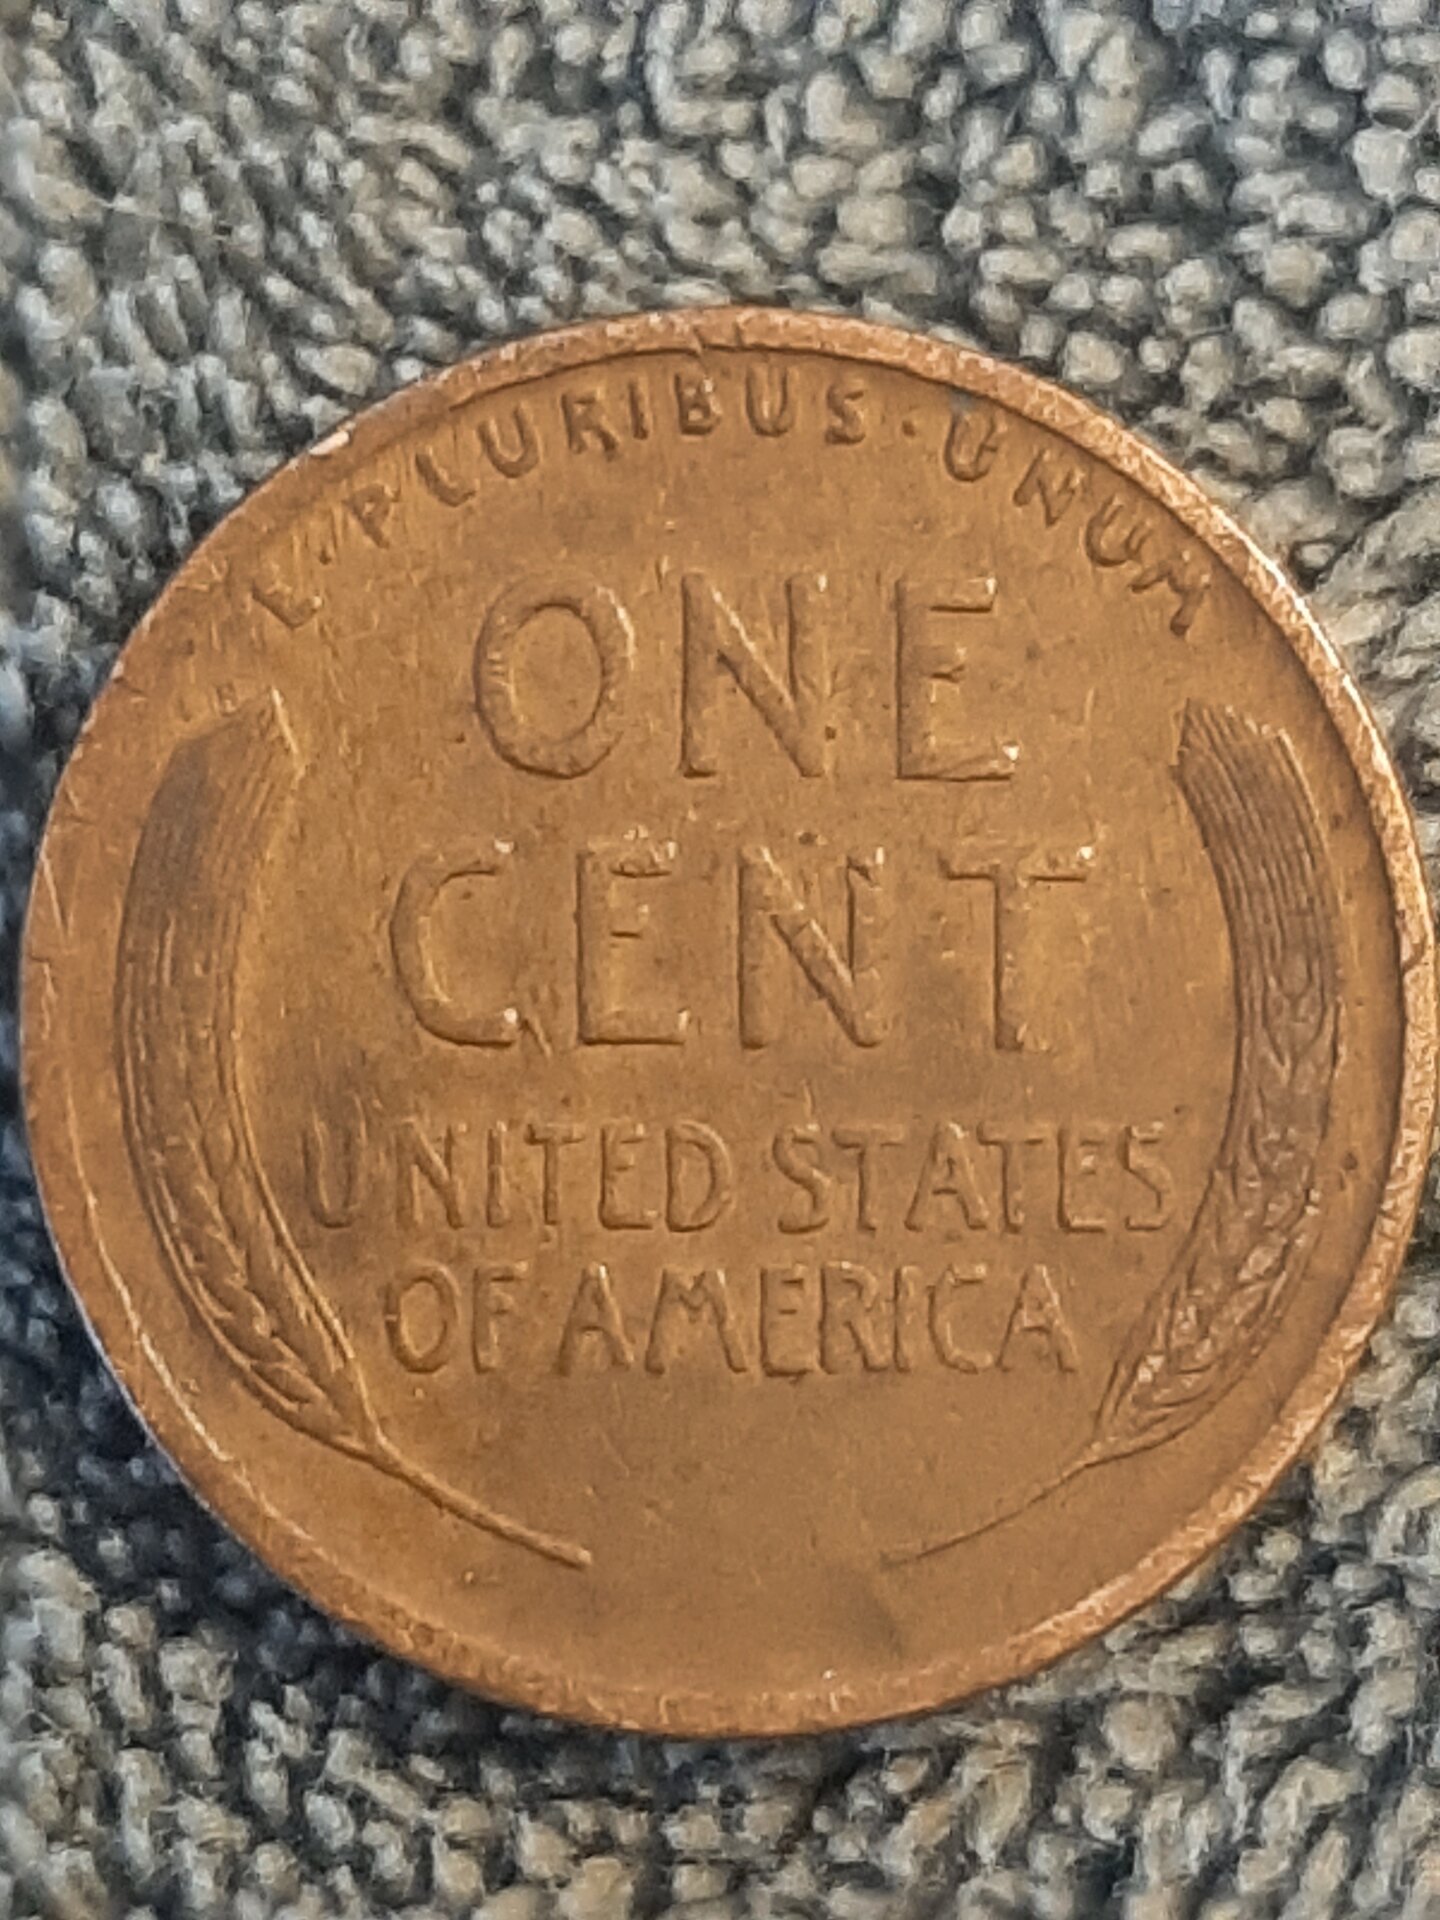 E · PLURIBUS · UNUM
ONE
CENT
UNITED STATES
OF AMERICA